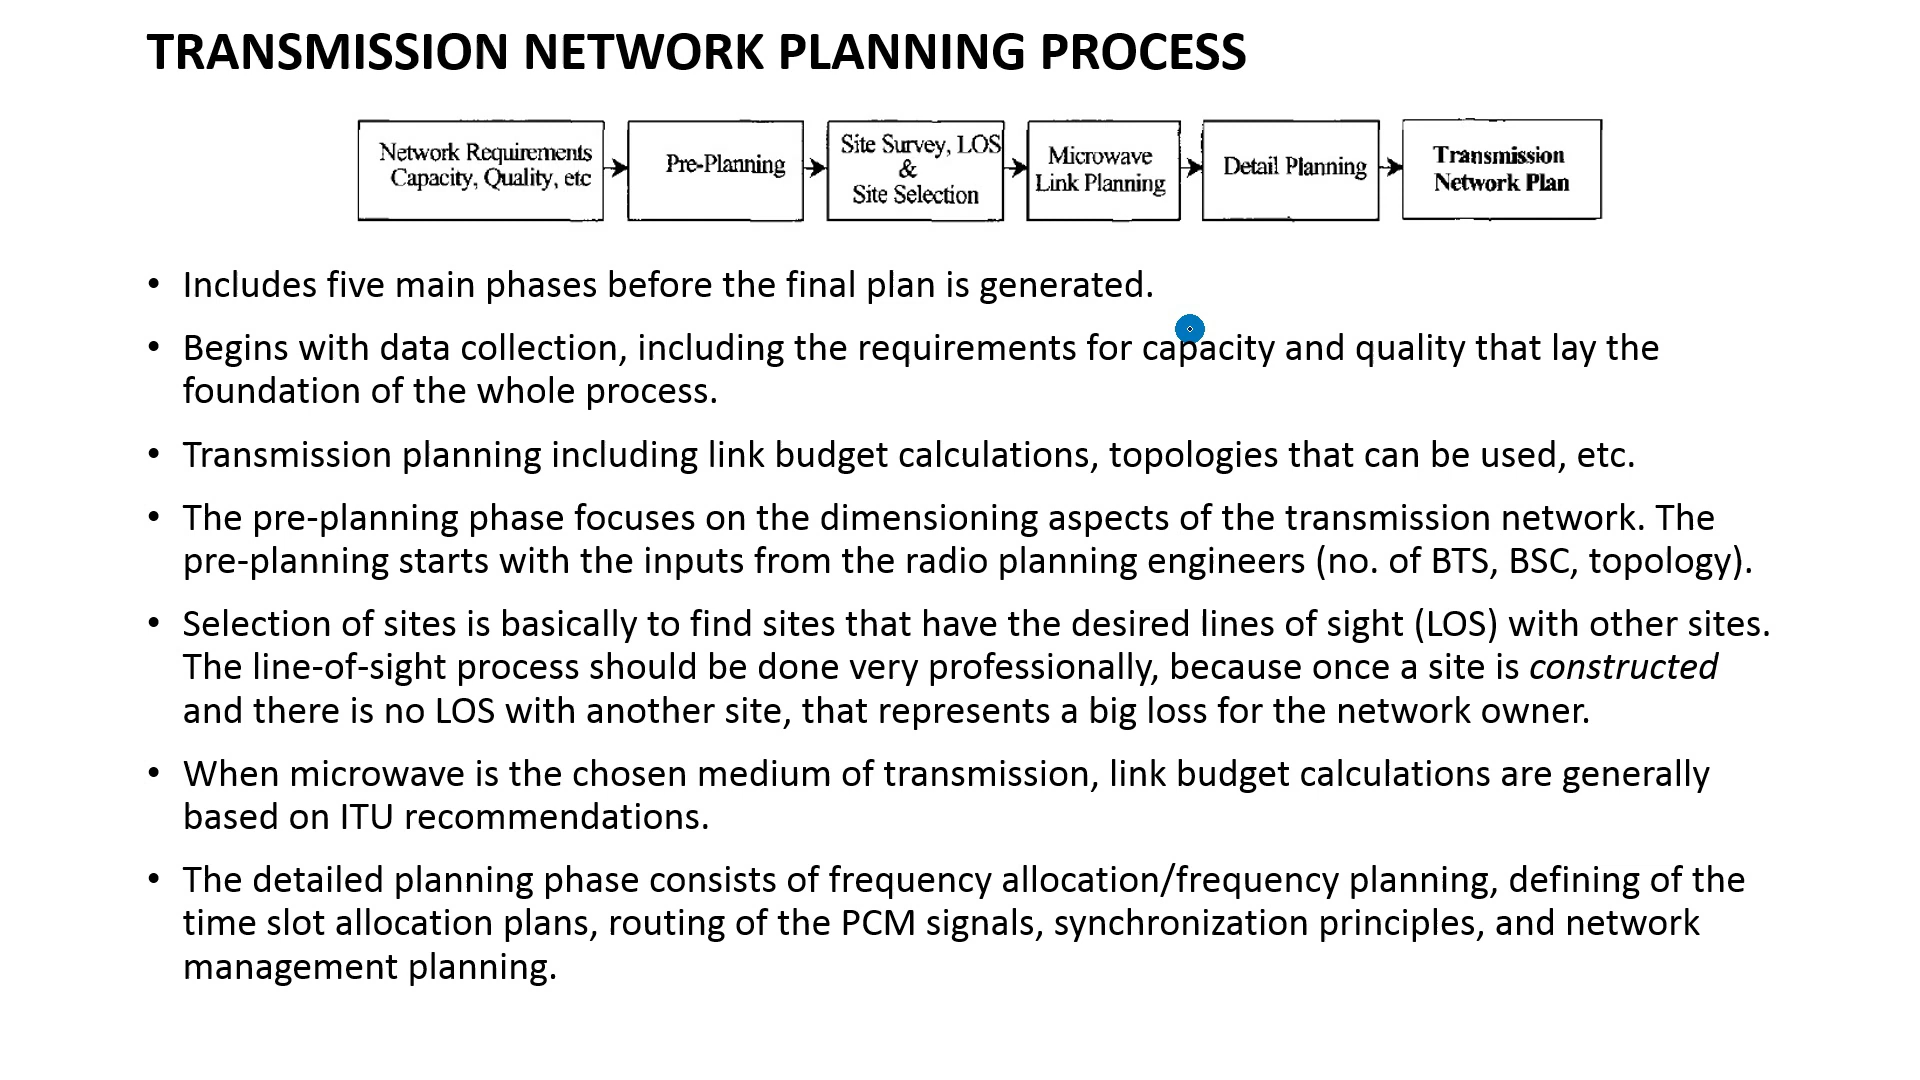 TRANSMISSION NETWORK PLANNING PROCESS
Network Requirements
Capacity, Quality, etc
Pre-Planning
Site Survey, LOS
&
Site Selection
Microwave
Link Planning
Detail Planning
Transmission
Network Plan
• Includes five main phases before the final plan is generated.
• Begins with data collection, including the requirements for capacity and quality that lay the
foundation of the whole process.
• Transmission planning including link budget calculations, topologies that can be used, etc.
• The pre-planning phase focuses on the dimensioning aspects of the transmission network. The
pre-planning starts with the inputs from the radio planning engineers (no. of BTS, BSC, topology).
• Selection of sites is basically to find sites that have the desired lines of sight (LOS) with other sites.
The line-of-sight process should be done very professionally, because once a site is constructed
and there is no LOS with another site, that represents a big loss for the network owner.
• When microwave is the chosen medium of transmission, link budget calculations are generally
based on ITU recommendations.
• The detailed planning phase consists of frequency allocation/frequency planning, defining of the
time slot allocation plans, routing of the PCM signals, synchronization principles, and network
management planning.